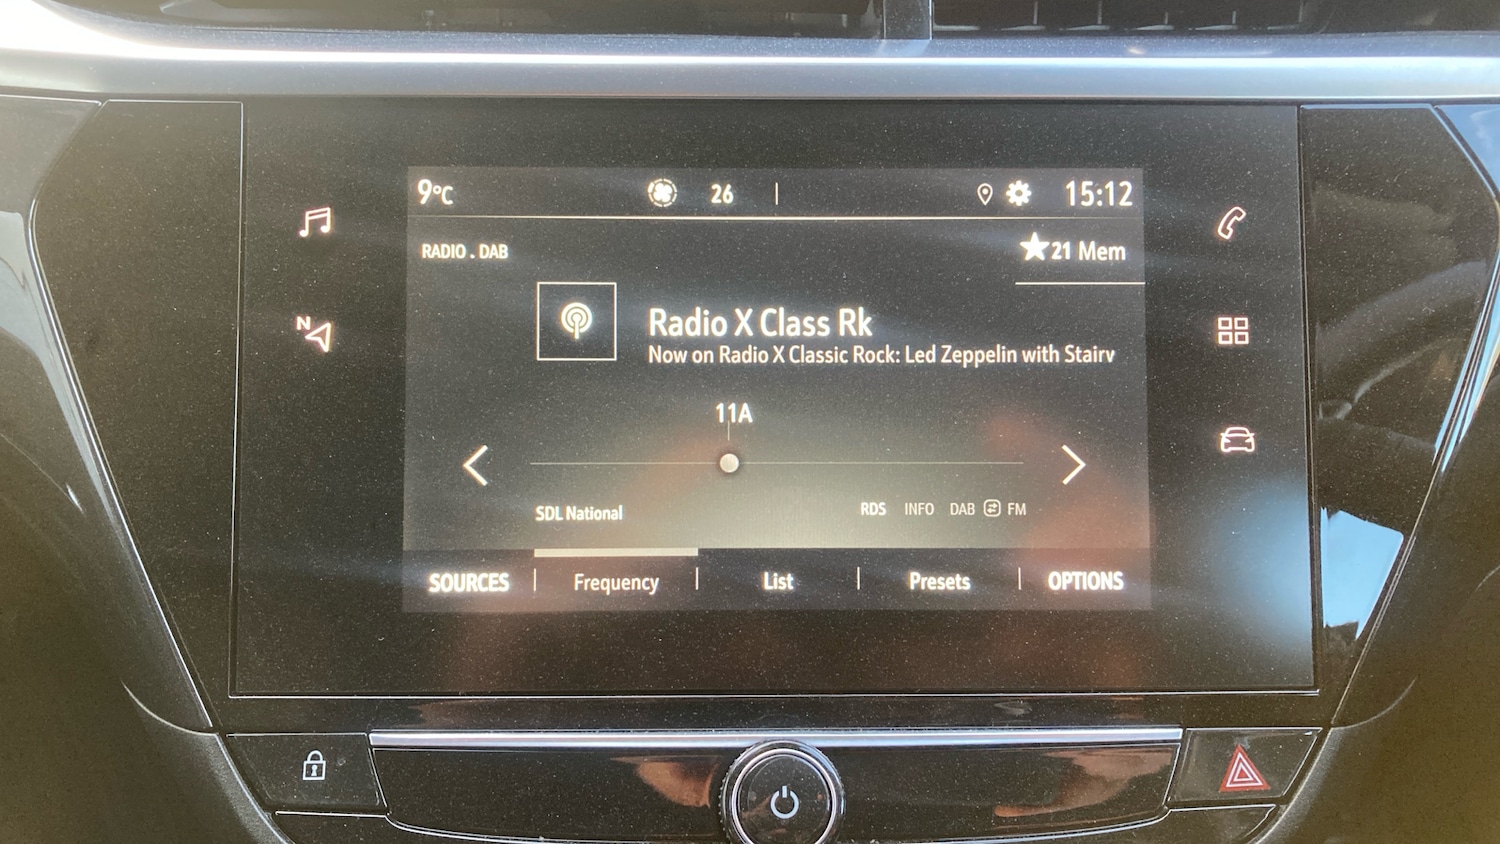 9°C 26 | 15:12
RADIO . DAB
★21 Mem
N
Radio X Class Rk
Now on Radio X Classic Rock: Led Zeppelin with Stairv
11A
SDL National
RDS INFO DAB FM
SOURCES | Frequency | List | Presets | OPTIONS